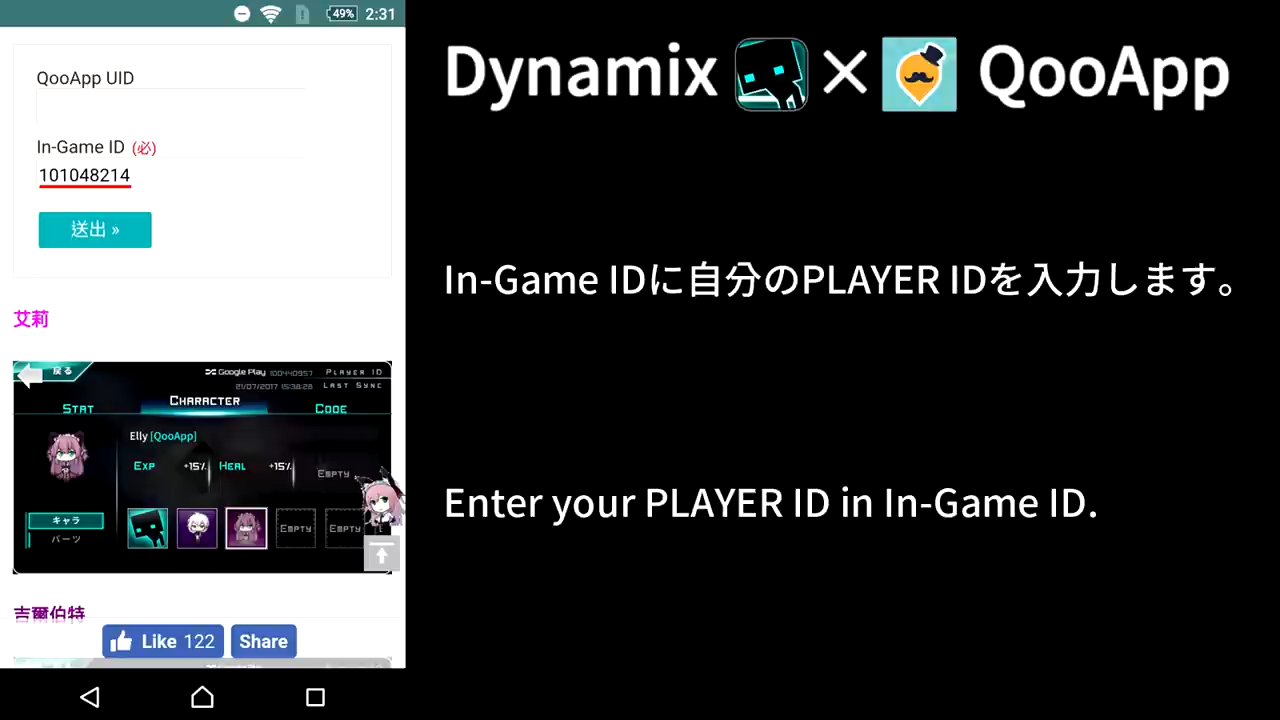 49% 2:31
Dynamix × QooApp
QooApp UID
In-Game ID (必)
101048214
送出 »
In-Game IDに自分のPLAYER IDを入力します。
艾莉
戻る
Google Play 100440957 PLAYER ID
21/07/2017 15:38:28 LAST SYNC
STAT CHARACTER CODE
Elly [QooApp]
EXP +15% HEAL +15% EMPTY
キャラ
パーツ
EMPTY EMPTY
Enter your PLAYER ID in In-Game ID.
吉爾伯特
Like 122 Share